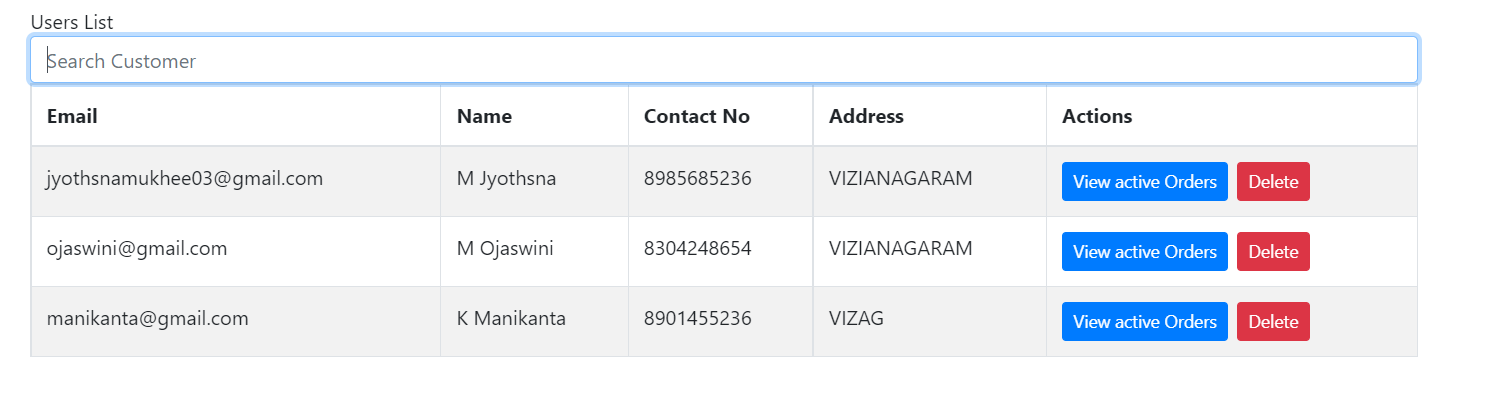 Users List
Search Customer
Email Name Contact No Address Actions
jyothsnamukhee03@gmail.com M Jyothsna 8985685236 VIZIANAGARAM View active Orders Delete
ojaswini@gmail.com M Ojaswini 8304248654 VIZIANAGARAM View active Orders Delete
manikanta@gmail.com K Manikanta 8901455236 VIZAG View active Orders Delete